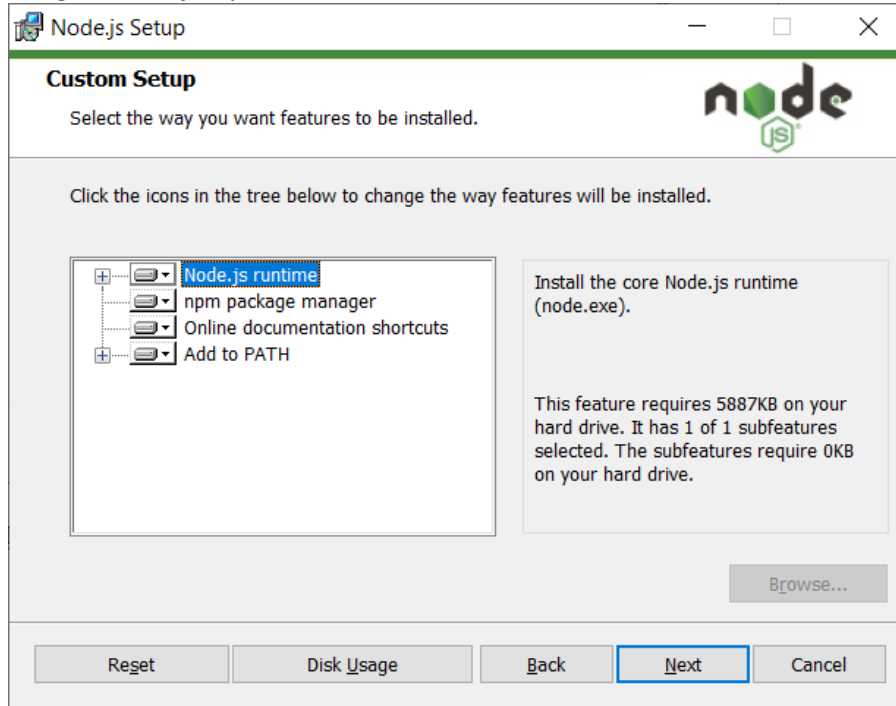 Node.js Setup
Custom Setup
Select the way you want features to be installed.
node
JS
Click the icons in the tree below to change the way features will be installed.
Node.js runtime
npm package manager
Online documentation shortcuts
Add to PATH
Install the core Node.js runtime
(node.exe).
This feature requires 5887KB on your
hard drive. It has 1 of 1 subfeatures
selected. The subfeatures require 0KB
on your hard drive.
Browse...
Reset
Disk Usage
Back
Next
Cancel